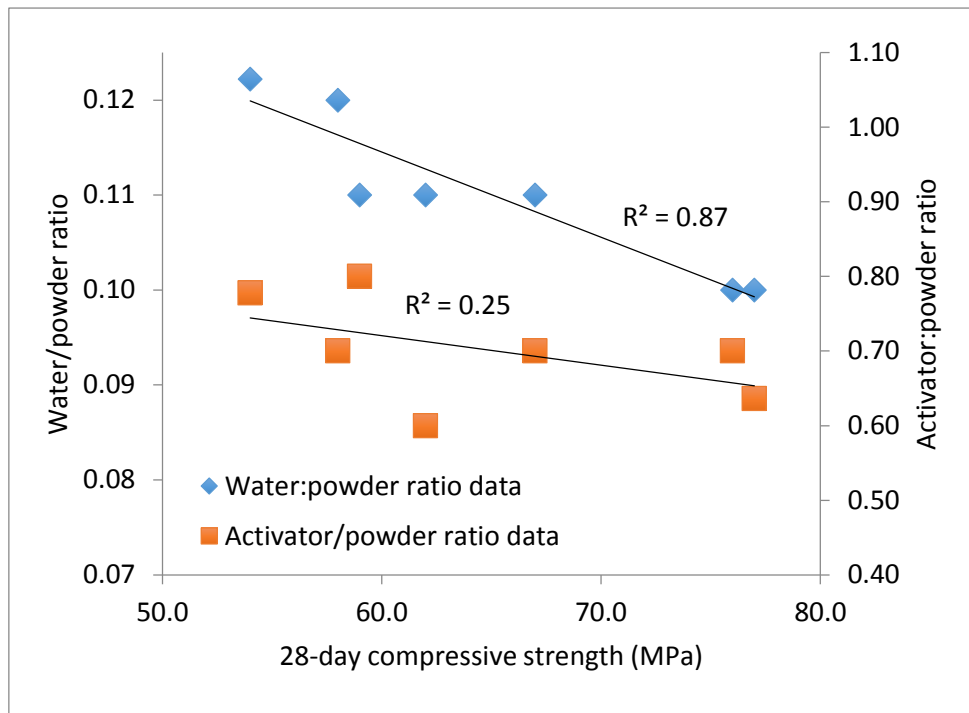 1.10
0.12
1.00
0.11
0.90
R² = 0.87
0.10
0.80
R² = 0.25
0.09
0.70
0.60
0.08
0.50
0.07
0.40
Water/powder ratio
Activator:powder ratio
Water:powder ratio data
Activator/powder ratio data
50.0 60.0 70.0 80.0
28-day compressive strength (MPa)